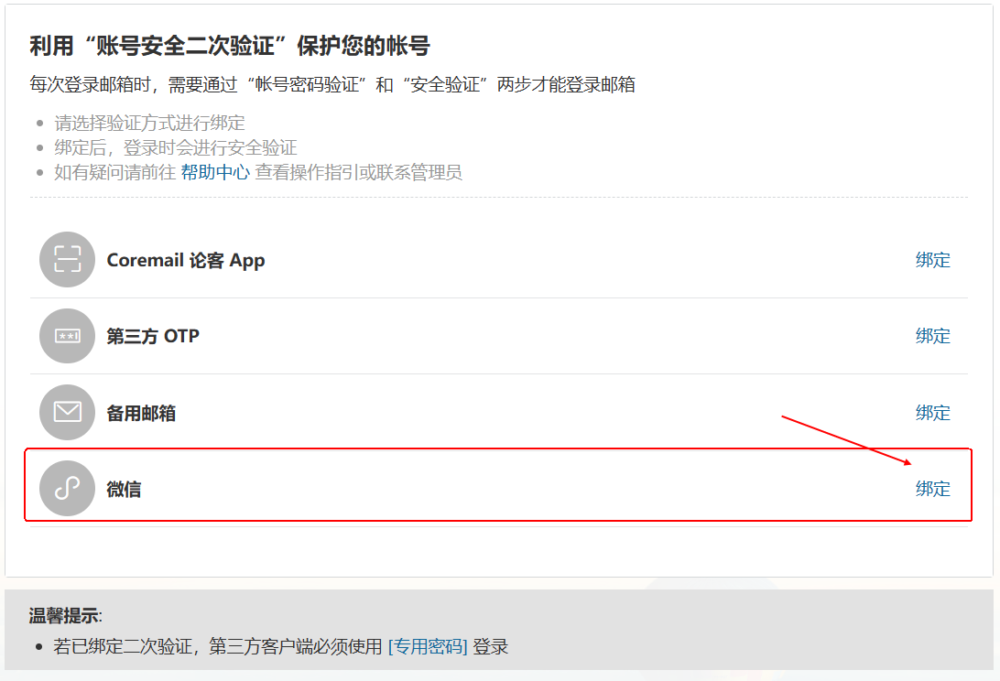 利用“账号安全二次验证”保护您的帐号
每次登录邮箱时，需要通过“帐号密码验证”和“安全验证”两步才能登录邮箱
请选择验证方式进行绑定
绑定后，登录时会进行安全验证
如有疑问请前往 帮助中心 查看操作指引或联系管理员
Coremail 论客 App 绑定
**
第三方 OTP 绑定
备用邮箱 绑定
微信 绑定
温馨提示:
若已绑定二次验证，第三方客户端必须使用 [专用密码] 登录